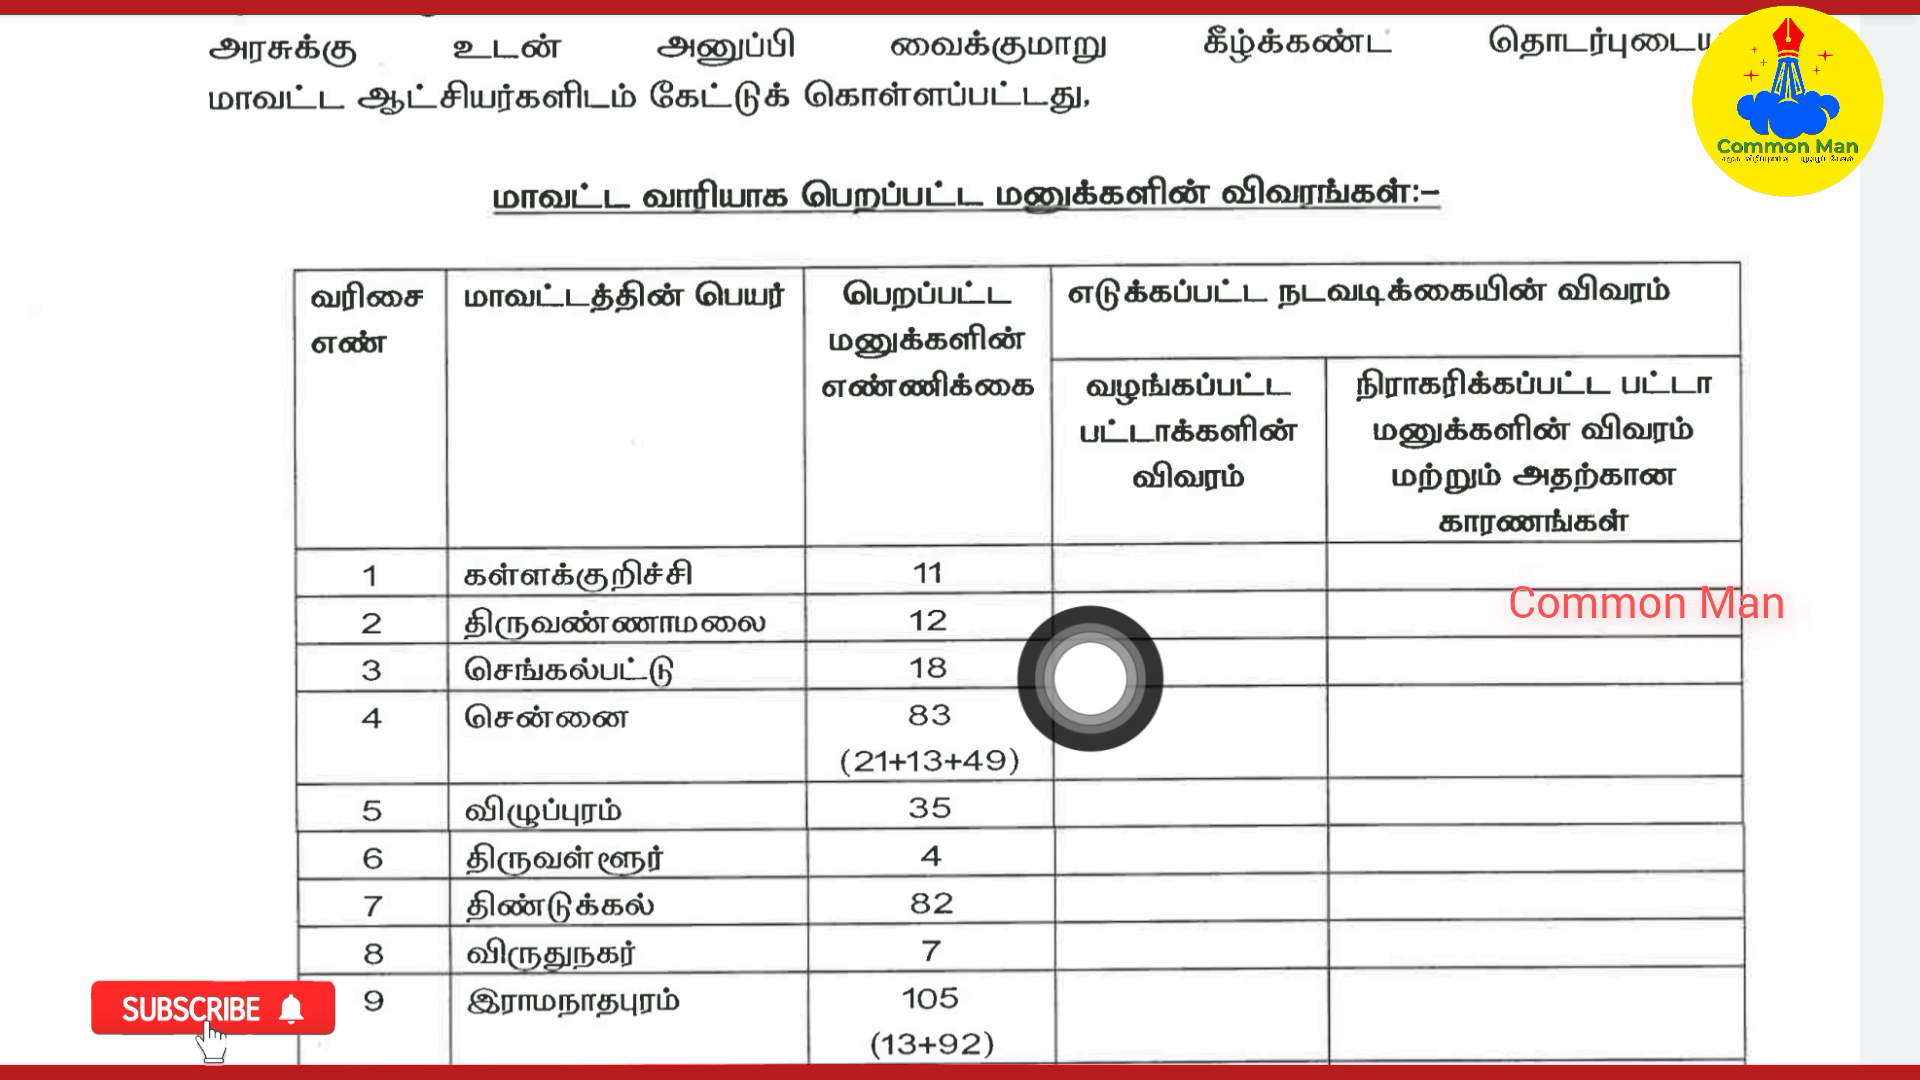 அரசுக்கு உடன் அனுப்பி வைக்குமாறு கீழ்க்கண்ட
மாவட்ட ஆட்சியர்களிடம் கேட்டுக் கொள்ளப்பட்டது,
Common Man
மாவட்ட வாரியாக பெறப்பட்ட மனுக்களின் விவரங்கள்:-
வரிசை எண் மாவட்டத்தின் பெயர் பெறப்பட்ட மனுக்களின் எண்ணிக்கை எடுக்கப்பட்ட நடவடிக்கையின் விவரம்
வழங்கப்பட்ட பட்டாக்களின் விவரம் நிராகரிக்கப்பட்ட பட்டா மனுக்களின் விவரம் மற்றும் அதற்கான காரணங்கள்
1 கள்ளக்குறிச்சி 11
Common Man
2 திருவண்ணாமலை 12
3 செங்கல்பட்டு 18
4 சென்னை 83
(21+13+49)
5 விழுப்புரம் 35
6 திருவள்ளூர் 4
7 திண்டுக்கல் 82
8 விருதுநகர் 7
9 இராமநாதபுரம் 105
(13+92)
SUBSCRIBE